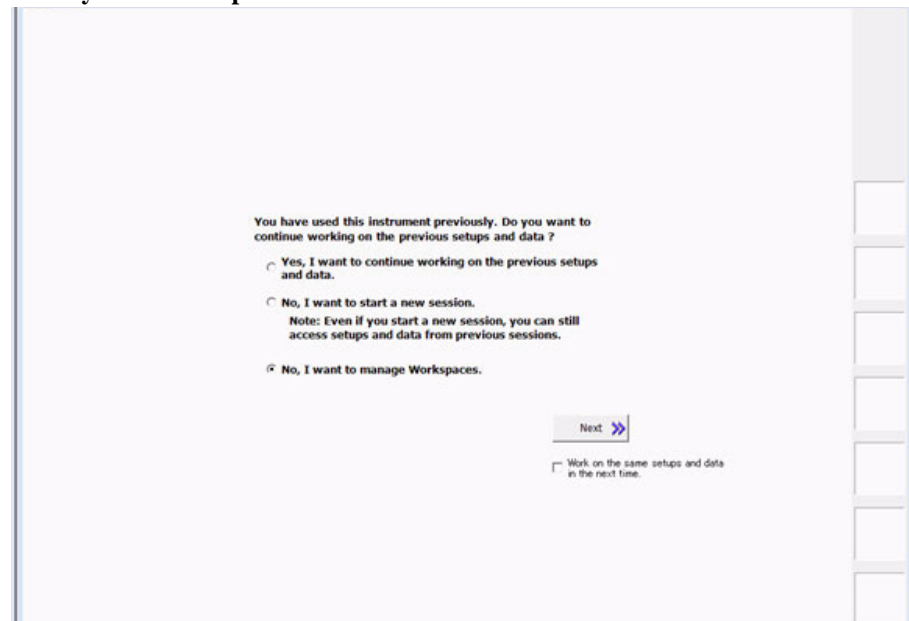 You have used this instrument previously. Do you want to
continue working on the previous setups and data ?
Yes, I want to continue working on the previous setups
and data.
No, I want to start a new session.
Note: Even if you start a new session, you can still
access setups and data from previous sessions.
No, I want to manage Workspaces.
Next
Work on the same setups and data
in the next time.